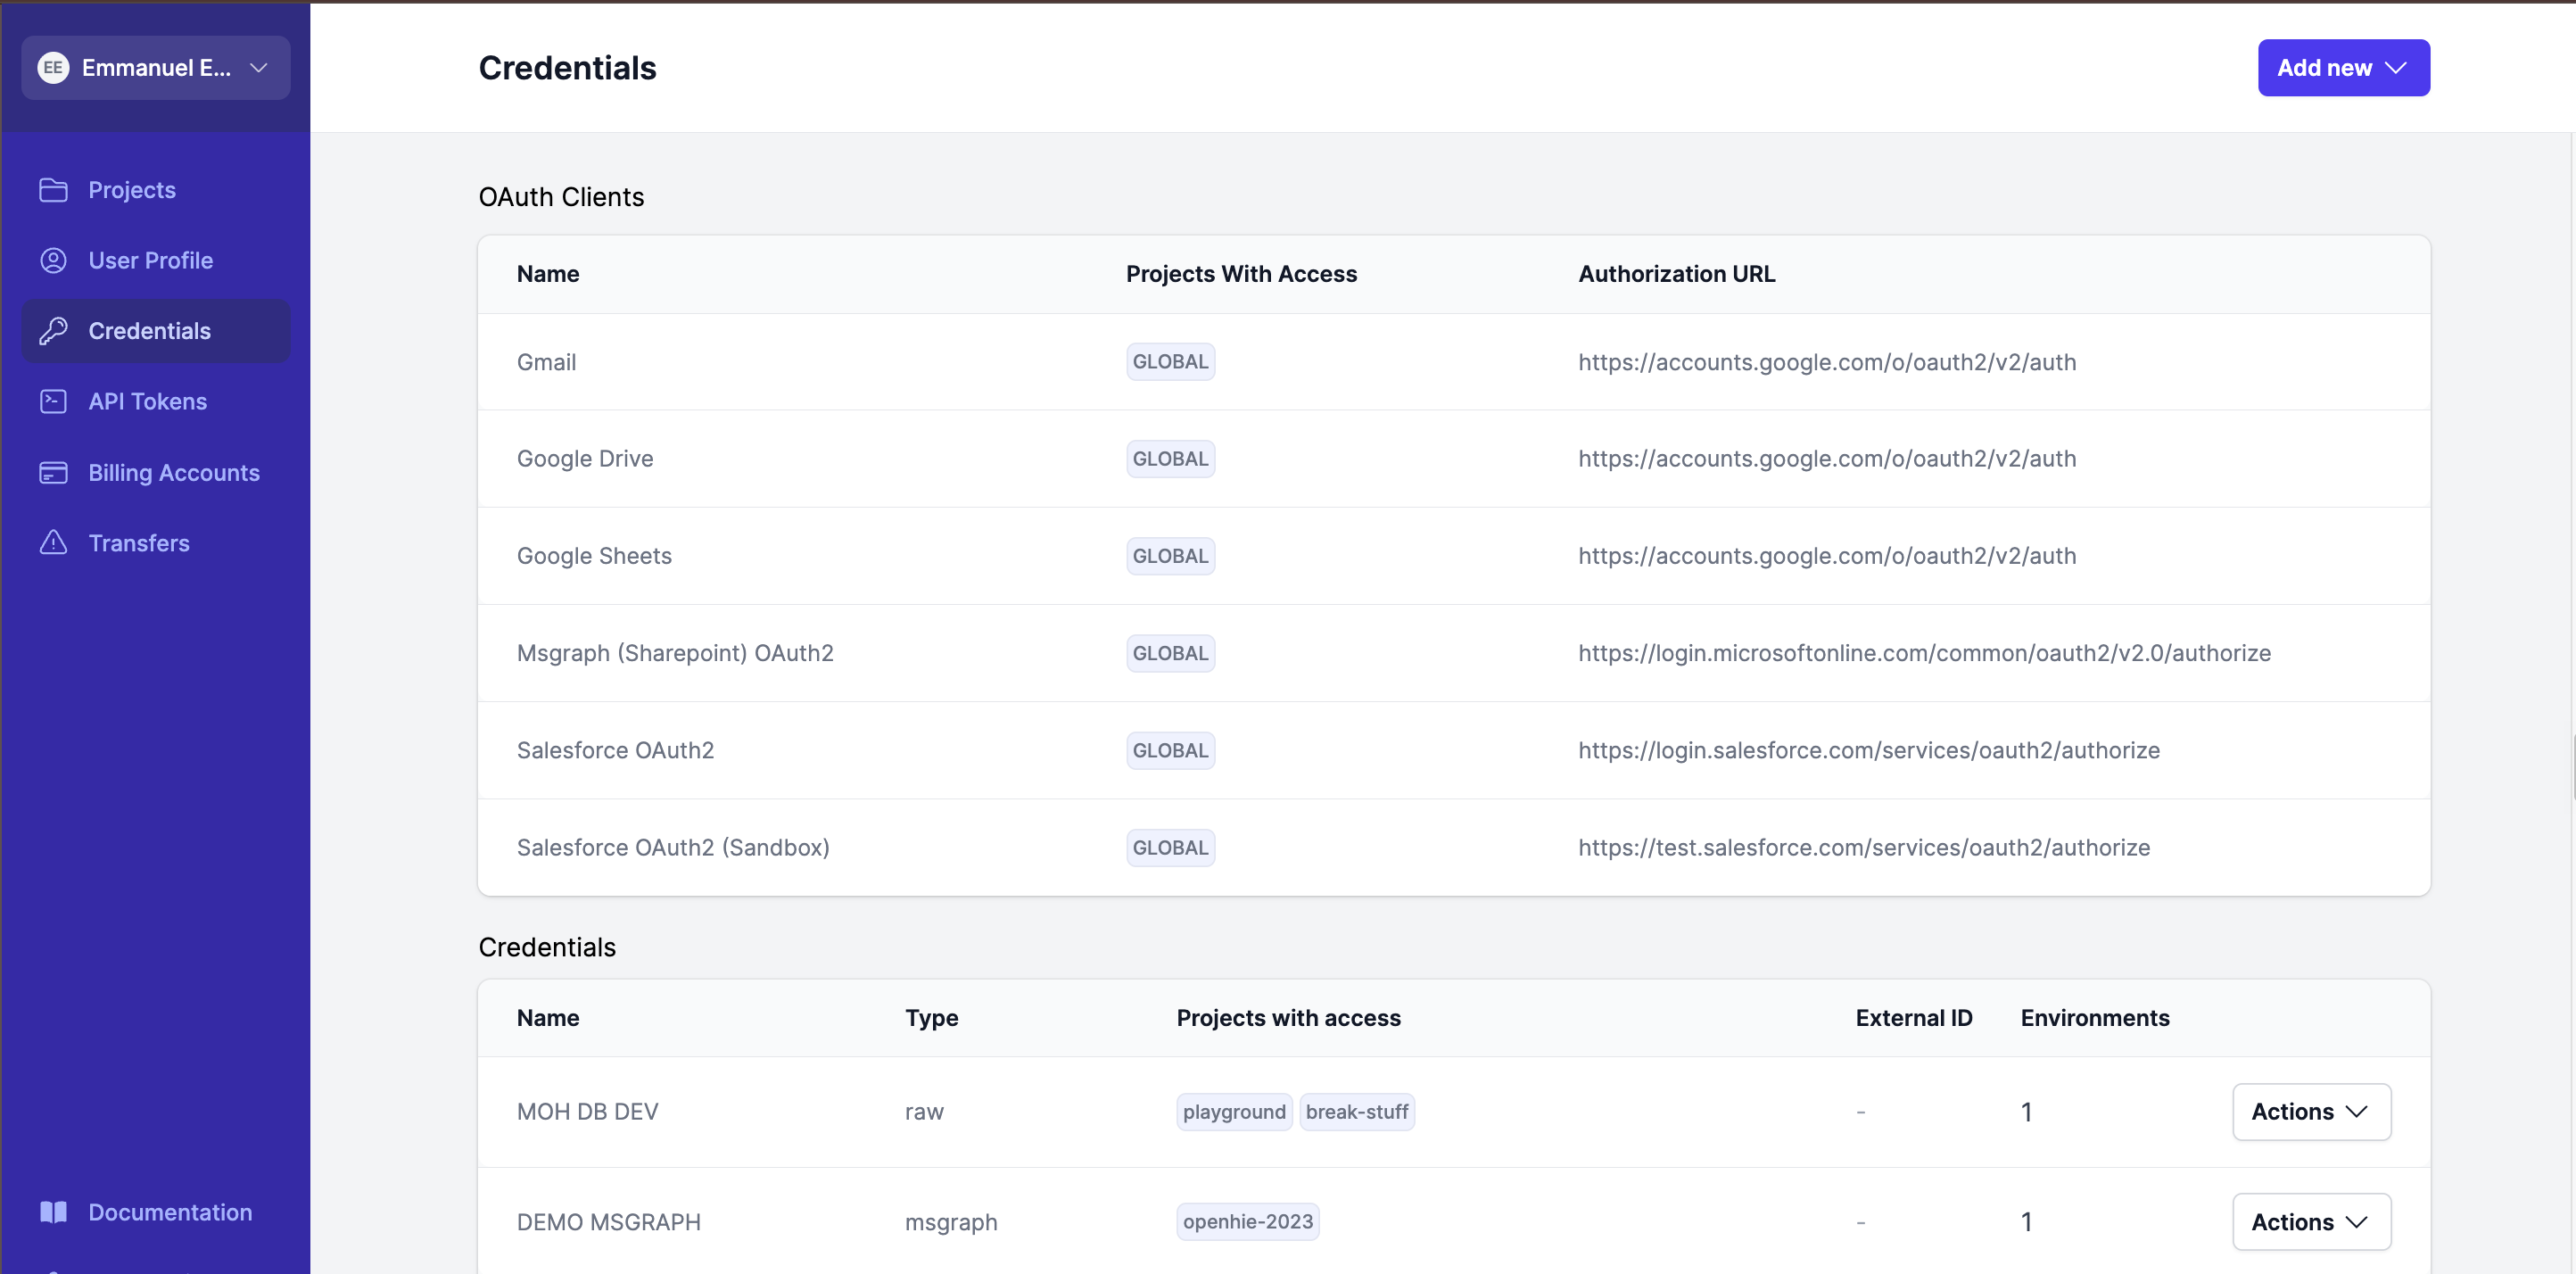 EE Emmanuel E...
Projects
User Profile
Credentials
API Tokens
Billing Accounts
Transfers
Documentation
Credentials
Add new
OAuth Clients
Name Projects With Access Authorization URL
Gmail GLOBAL https://accounts.google.com/o/oauth2/v2/auth
Google Drive GLOBAL https://accounts.google.com/o/oauth2/v2/auth
Google Sheets GLOBAL https://accounts.google.com/o/oauth2/v2/auth
Msgraph (Sharepoint) OAuth2 GLOBAL https://login.microsoftonline.com/common/oauth2/v2.0/authorize
Salesforce OAuth2 GLOBAL https://login.salesforce.com/services/oauth2/authorize
Salesforce OAuth2 (Sandbox) GLOBAL https://test.salesforce.com/services/oauth2/authorize
Credentials
Name Type Projects with access External ID Environments
MOH DB DEV raw playground break-stuff - 1 Actions
DEMO MSGRAPH msgraph openhie-2023 - 1 Actions